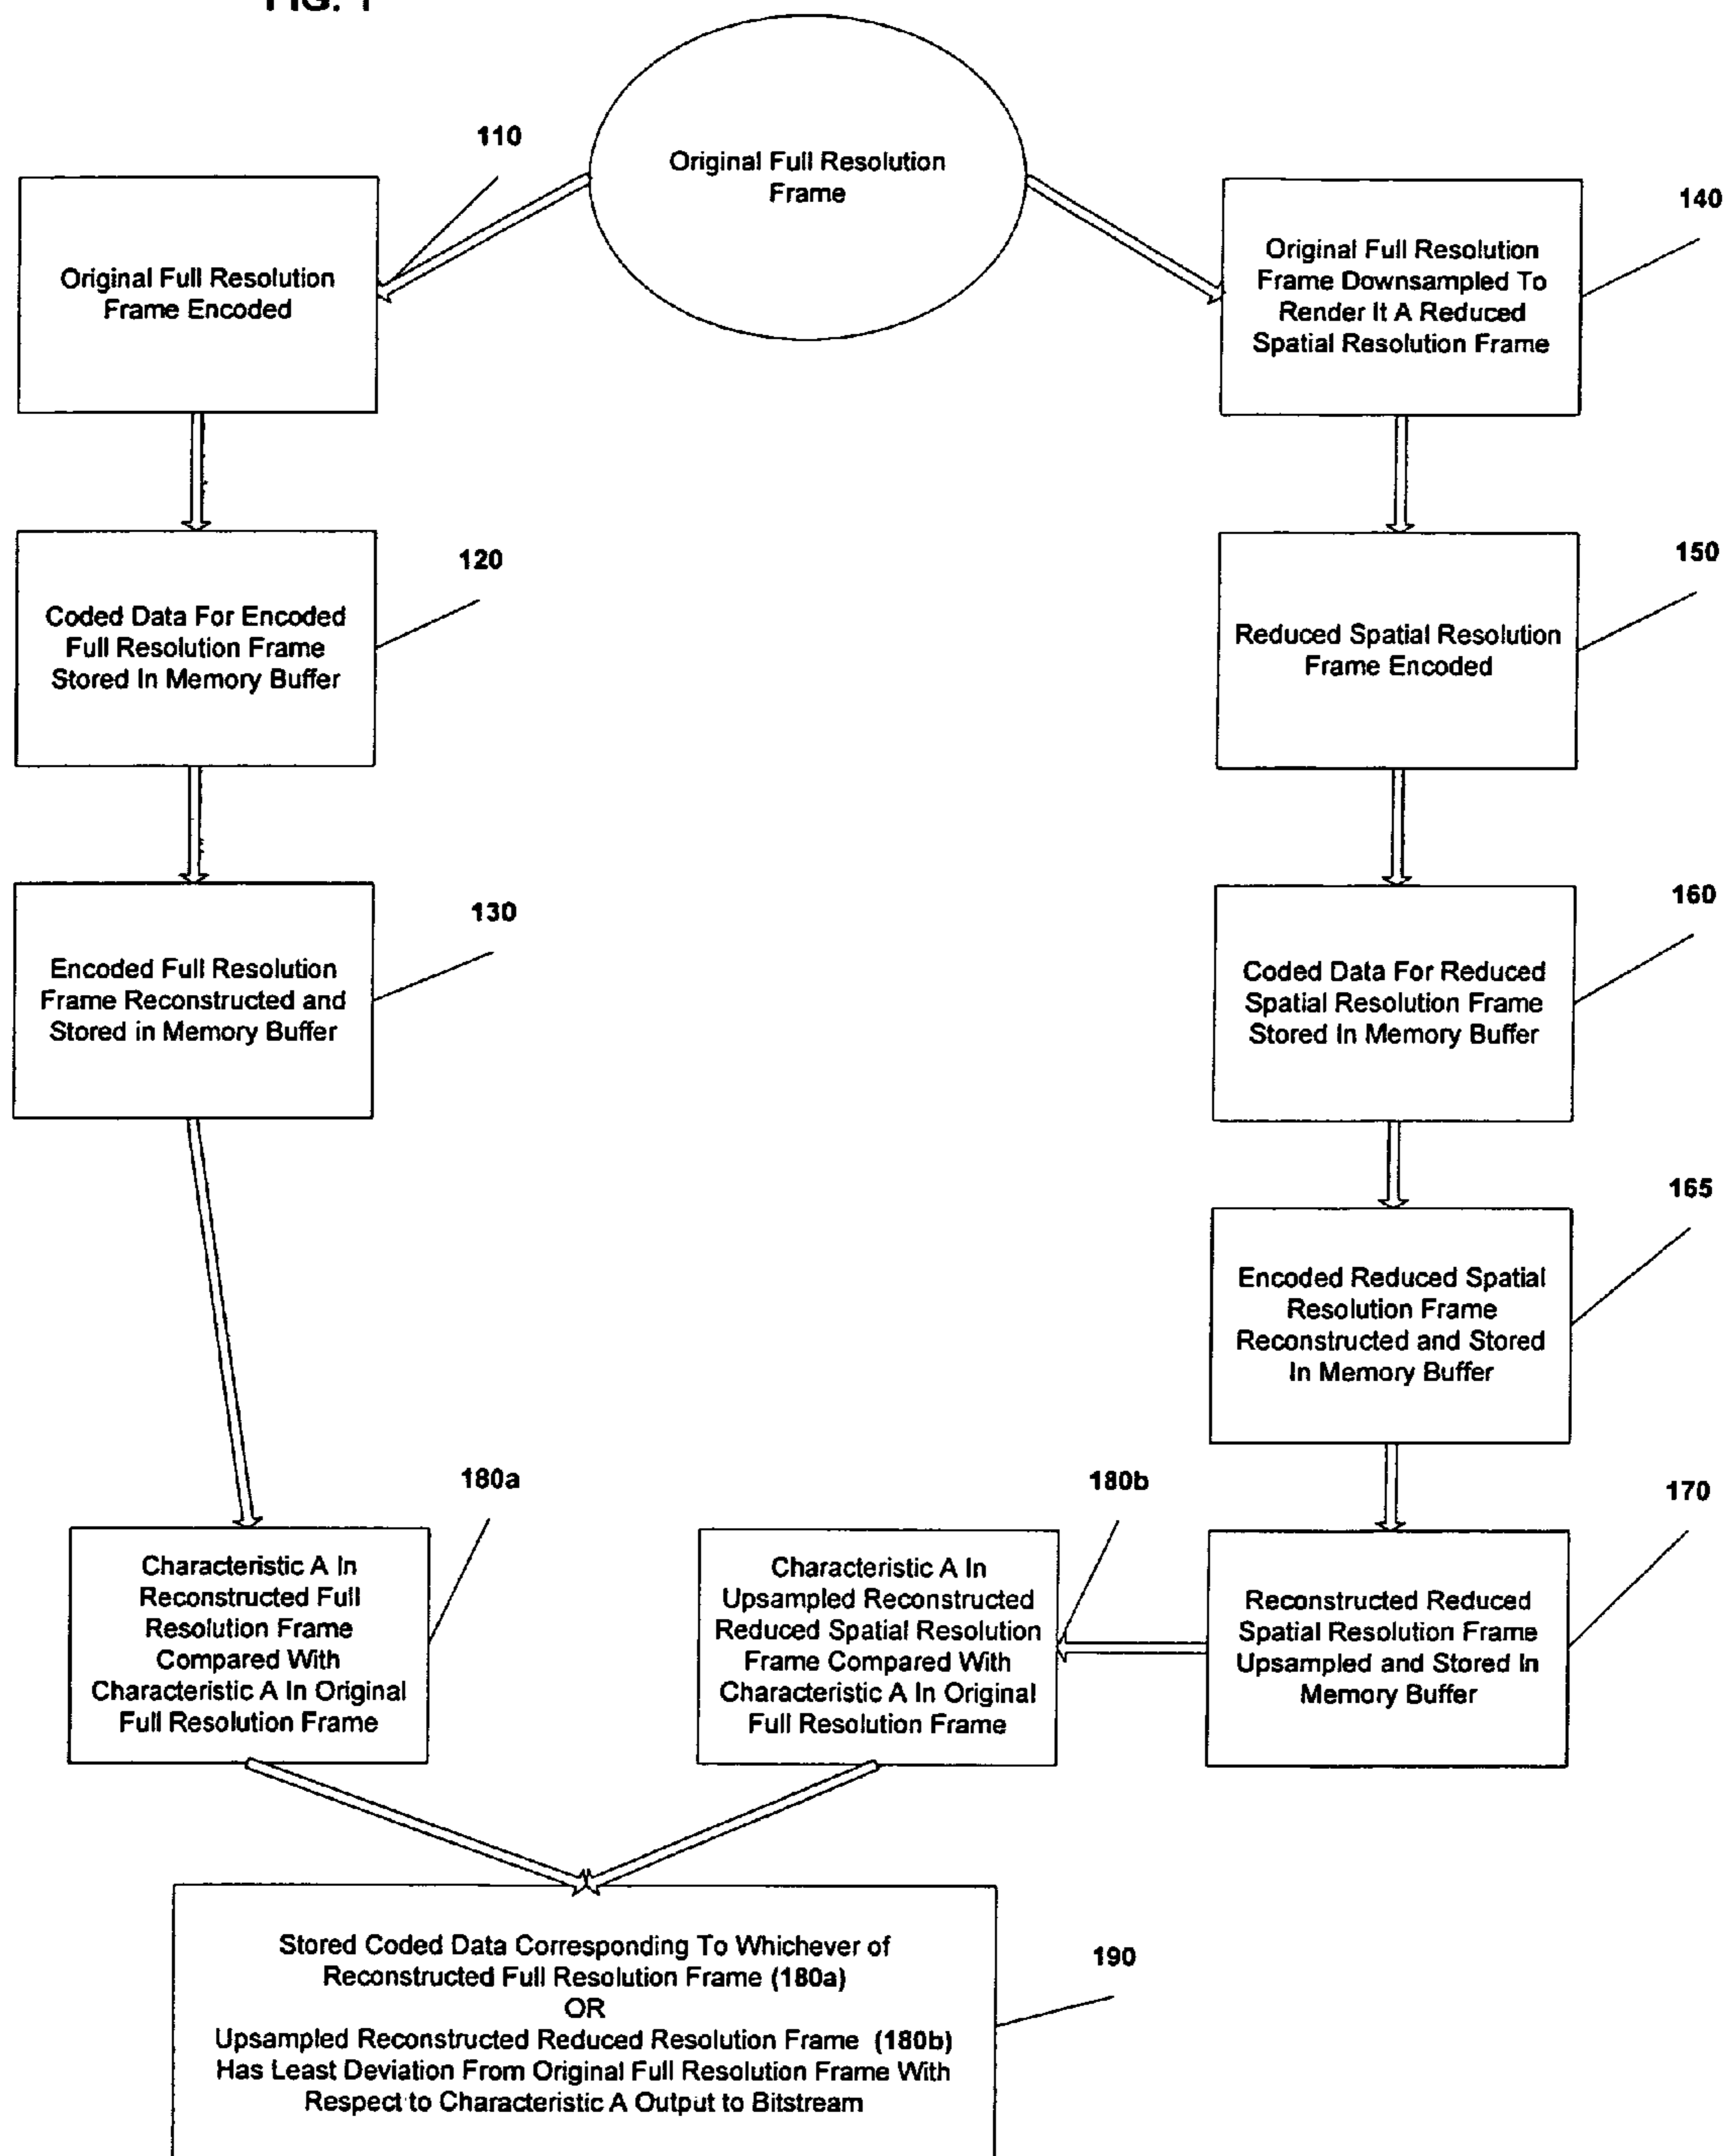 FIG. 1
Original Full Resolution
Frame
110
Original Full Resolution
Frame Encoded
140
Original Full Resolution
Frame Downsampled To
Render It A Reduced
Spatial Resolution Frame
120
Coded Data For Encoded
Full Resolution Frame
Stored In Memory Buffer
150
Reduced Spatial Resolution
Frame Encoded
130
Encoded Full Resolution
Frame Reconstructed and
Stored in Memory Buffer
160
Coded Data For Reduced
Spatial Resolution Frame
Stored In Memory Buffer
165
Encoded Reduced Spatial
Resolution Frame
Reconstructed and Stored
In Memory Buffer
180a
Characteristic A In
Reconstructed Full
Resolution Frame
Compared With
Characteristic A In Original
Full Resolution Frame
180b
Characteristic A In
Upsampled Reconstructed
Reduced Spatial Resolution
Frame Compared With
Characteristic A In Original
Full Resolution Frame
170
Reconstructed Reduced
Spatial Resolution Frame
Upsampled and Stored In
Memory Buffer
190
Stored Coded Data Corresponding To Whichever of
Reconstructed Full Resolution Frame (180a)
OR
Upsampled Reconstructed Reduced Resolution Frame (180b)
Has Least Deviation From Original Full Resolution Frame With
Respect to Characteristic A Output to Bitstream